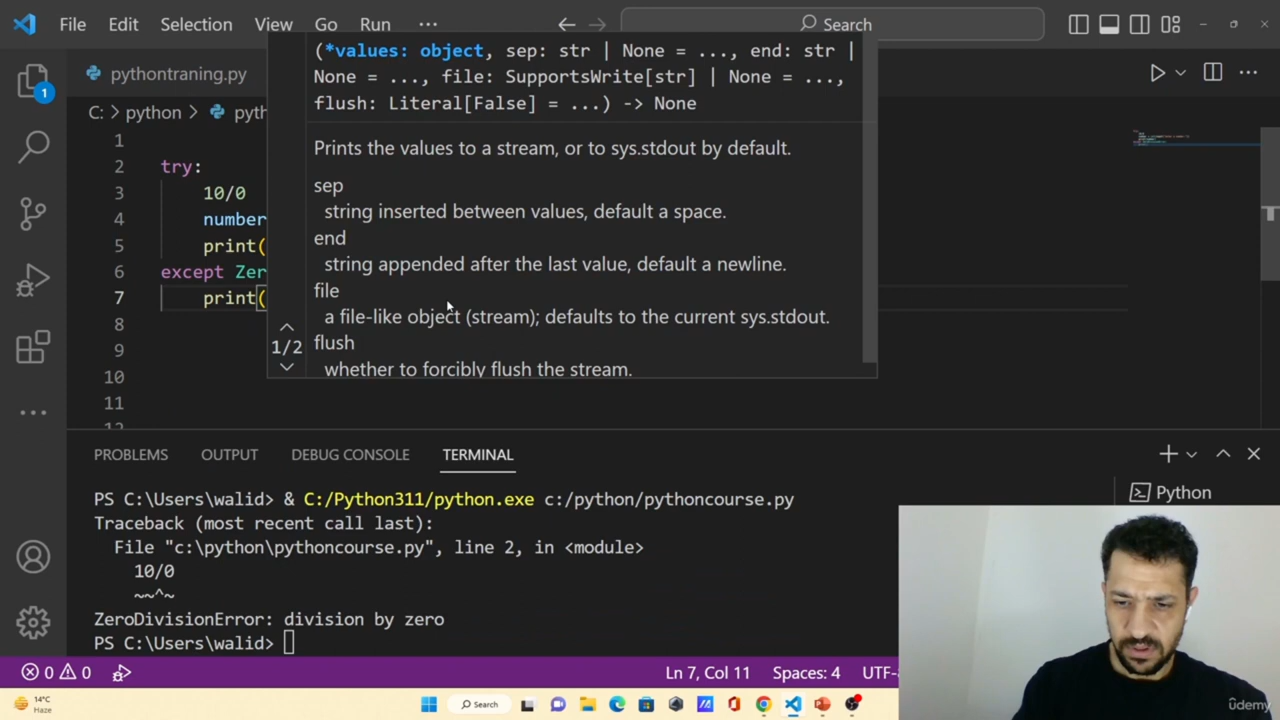 File Edit Selection View Go Run ··· Search
pythontraning.py
C: > python > pyth
(*values: object, sep: str | None = ..., end: str |
None = ..., file: SupportsWrite[str] | None = ...,
flush: Literal[False] = ...) -> None
Prints the values to a stream, or to sys.stdout by default.
sep
string inserted between values, default a space.
end
string appended after the last value, default a newline.
file
a file-like object (stream); defaults to the current sys.stdout.
flush
whether to forcibly flush the stream.
1/2
1
1
2 try:
3 10/0
4 number
5 print(
6 except Zer
7 print(
8
9
10
11
12
PROBLEMS OUTPUT DEBUG CONSOLE TERMINAL
Python
PS C:\Users\walid> & C:/Python311/python.exe c:/python/pythoncourse.py
Traceback (most recent call last):
File "c:\python\pythoncourse.py", line 2, in <module>
10/0
~~^~
ZeroDivisionError: division by zero
PS C:\Users\walid>
0 0 Ln 7, Col 11 Spaces: 4 UTF-
14°C
Haze
Search
udemy